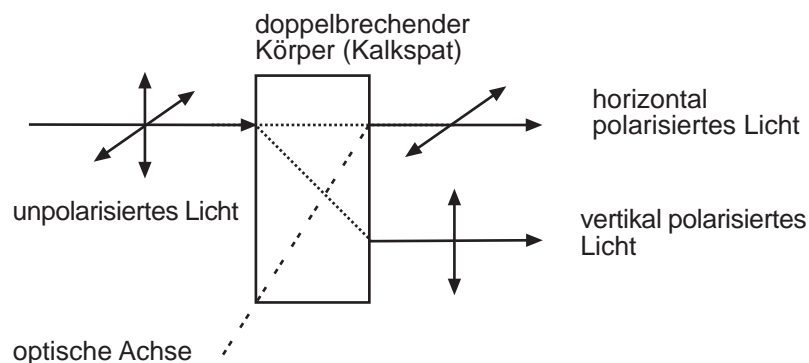 doppelbrechender
Körper (Kalkspat)
horizontal
polarisiertes Licht
unpolarisiertes Licht
vertikal polarisiertes
Licht
optische Achse